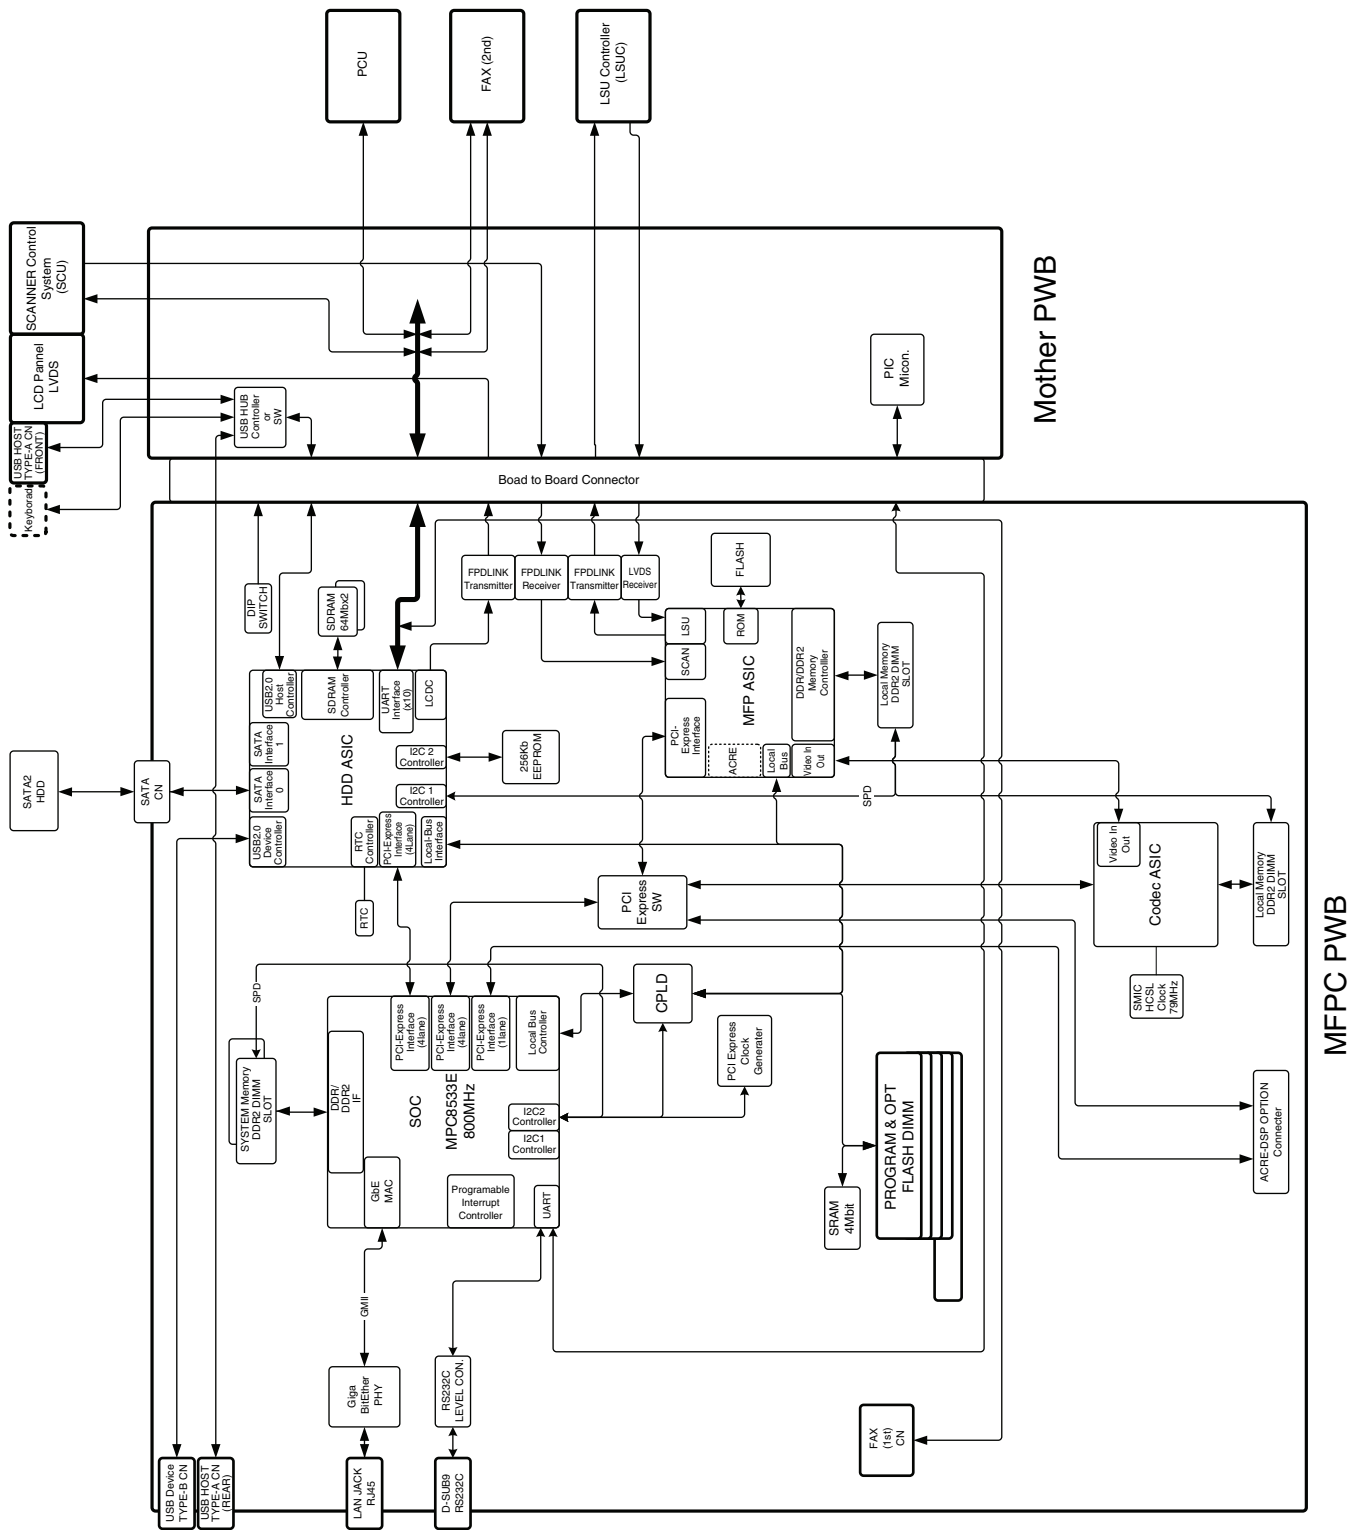 PCU
FAX (2nd)
LSU Controller
(LSUC)
SCANNER Control
System
(SCU)
LCD Pannel
LVDS
USB HOST
TYPE-A CN
(FRONT)
Keyborad
USB HUB
Controller
or
SW
PIC
Micon.
Mother PWB
Boad to Board Connector
DIP
SWITCH
SDRAM
64Mbx2
FPDLINK
Transmitter
FPDLINK
Receiver
FPDLINK
Transmitter
LVDS
Receiver
FLASH
USB2.0
Host
Controller
SDRAM
Controller
UART
Interface
(x10)
LCDC
SATA
Interface
1
SATA
Interface
0
USB2.0
Device
Controller
HDD ASIC
I2C 2
Controller
I2C 1
Controller
RTC
Controller
PCI-Express
Interface
(4Lane)
Local-Bus
Interface
256Kb
EEPROM
RTC
SATA2
HDD
SATA
CN
LSU
SCAN
ROM
MFP ASIC
DDR/DDR2
Memory
Controlller
PCI-
Express
Interface
ACRE
Local
Bus
Video In
Out
Local Memory
DDR2 DIMM
SLOT
SPD
PCI
Express
SW
Video In
Out
Codec ASIC
Local Memory
DDR2 DIMM
SLOT
SMIC
HCSL
Clock
79MHz
MFPC PWB
SPD
SYSTEM Memory
DDR2 DIMM
SLOT
DDR/
DDR2
IF
PCI-Express
Interface
(4lane)
PCI-Express
Interface
(4lane)
PCI-Express
Interface
(1lane)
Local Bus
Controller
SOC
MPC8533E
800MHz
I2C2
Controller
I2C1
Controller
GbE
MAC
Programable
Interrupt
Controller
UART
CPLD
PCI Express
Clock
Generater
PROGRAM & OPT
FLASH DIMM
SRAM
4Mbit
ACRE-DSP OPTION
Connecter
GMII
Giga
BitEther
PHY
RS232C
LEVEL CON.
FAX
(1st)
CN
USB Device
TYPE-B CN
USB HOST
TYPE-A CN
(REAR)
LAN JACK
RJ45
D-SUB9
RS232C